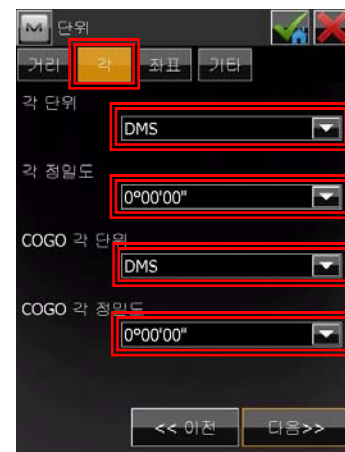 단위
거리 각 좌표 기타
각 단위
DMS
각 정밀도
0°00'00"
COGO 각 단위
DMS
COGO 각 정밀도
0°00'00"
<< 이전 다음>>